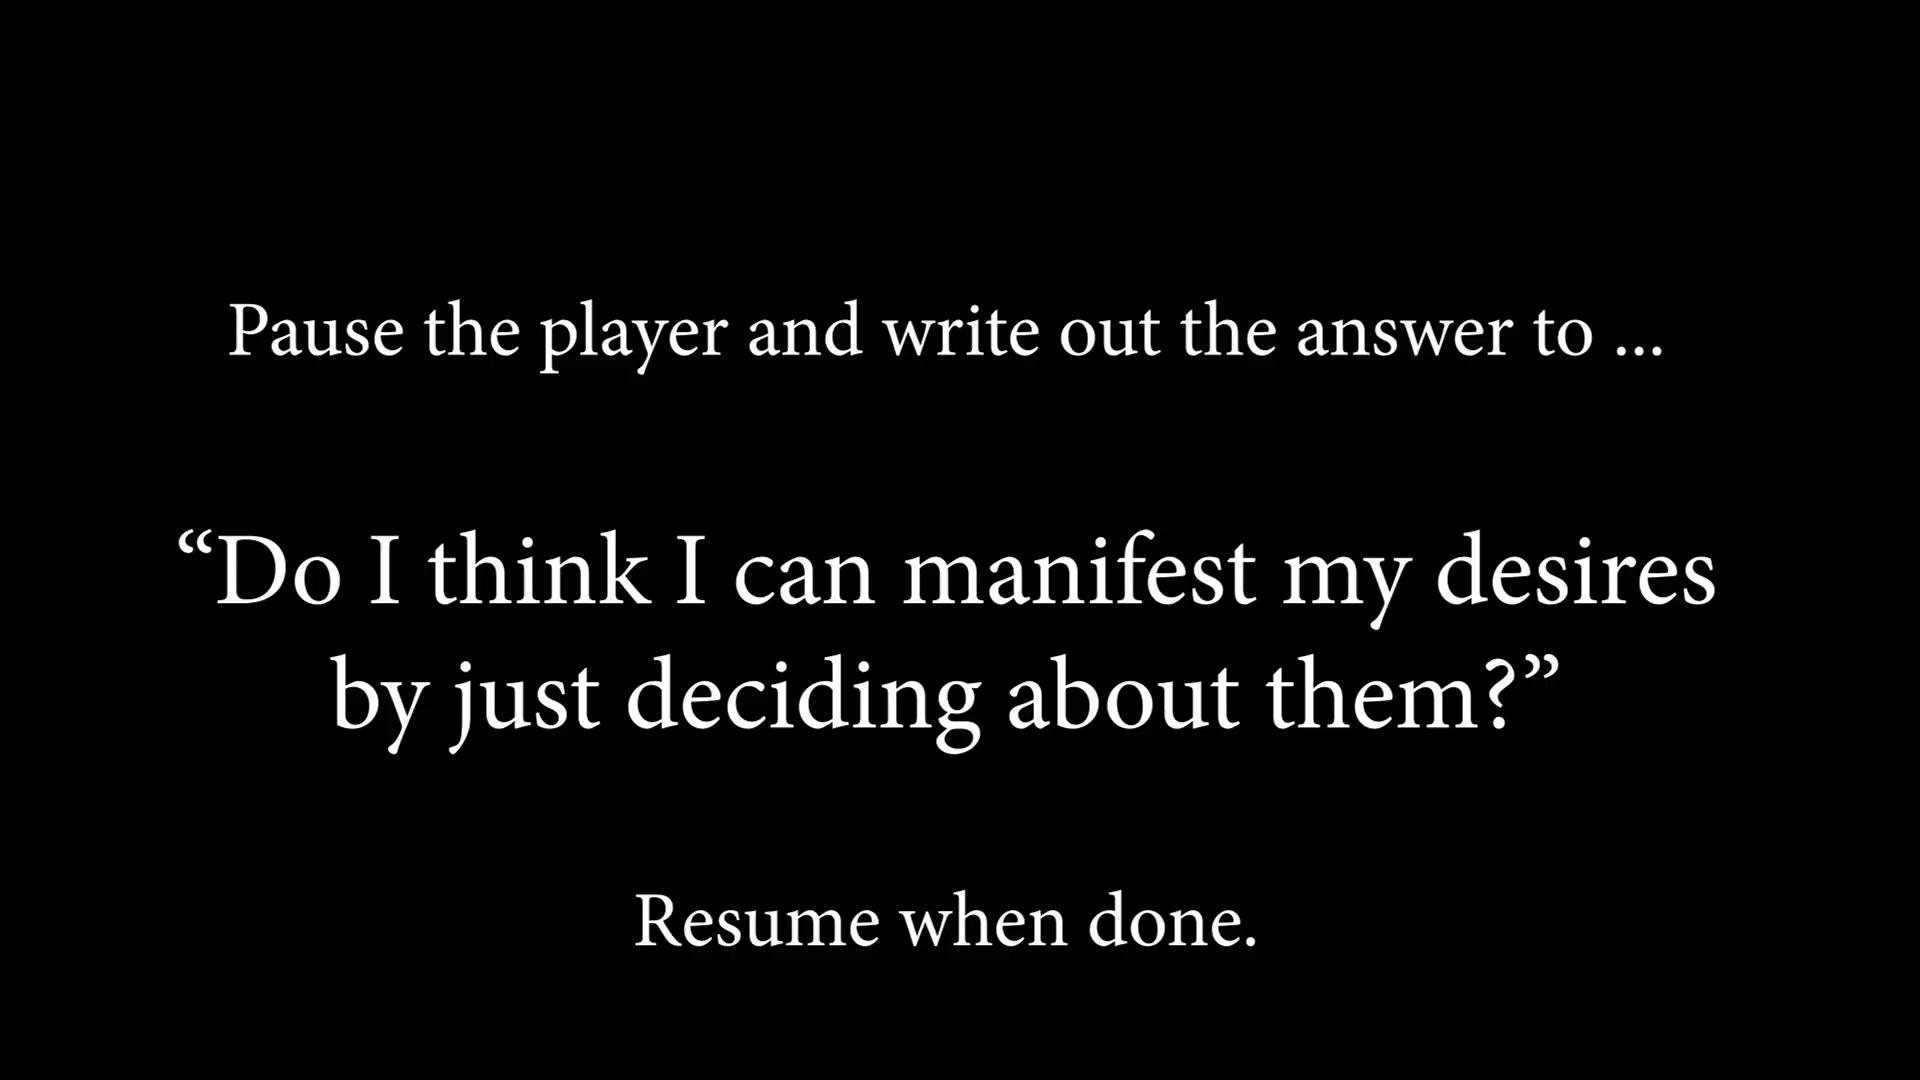 Pause the player and write out the answer to ...
“Do I think I can manifest my desires
by just deciding about them?”
Resume when done.